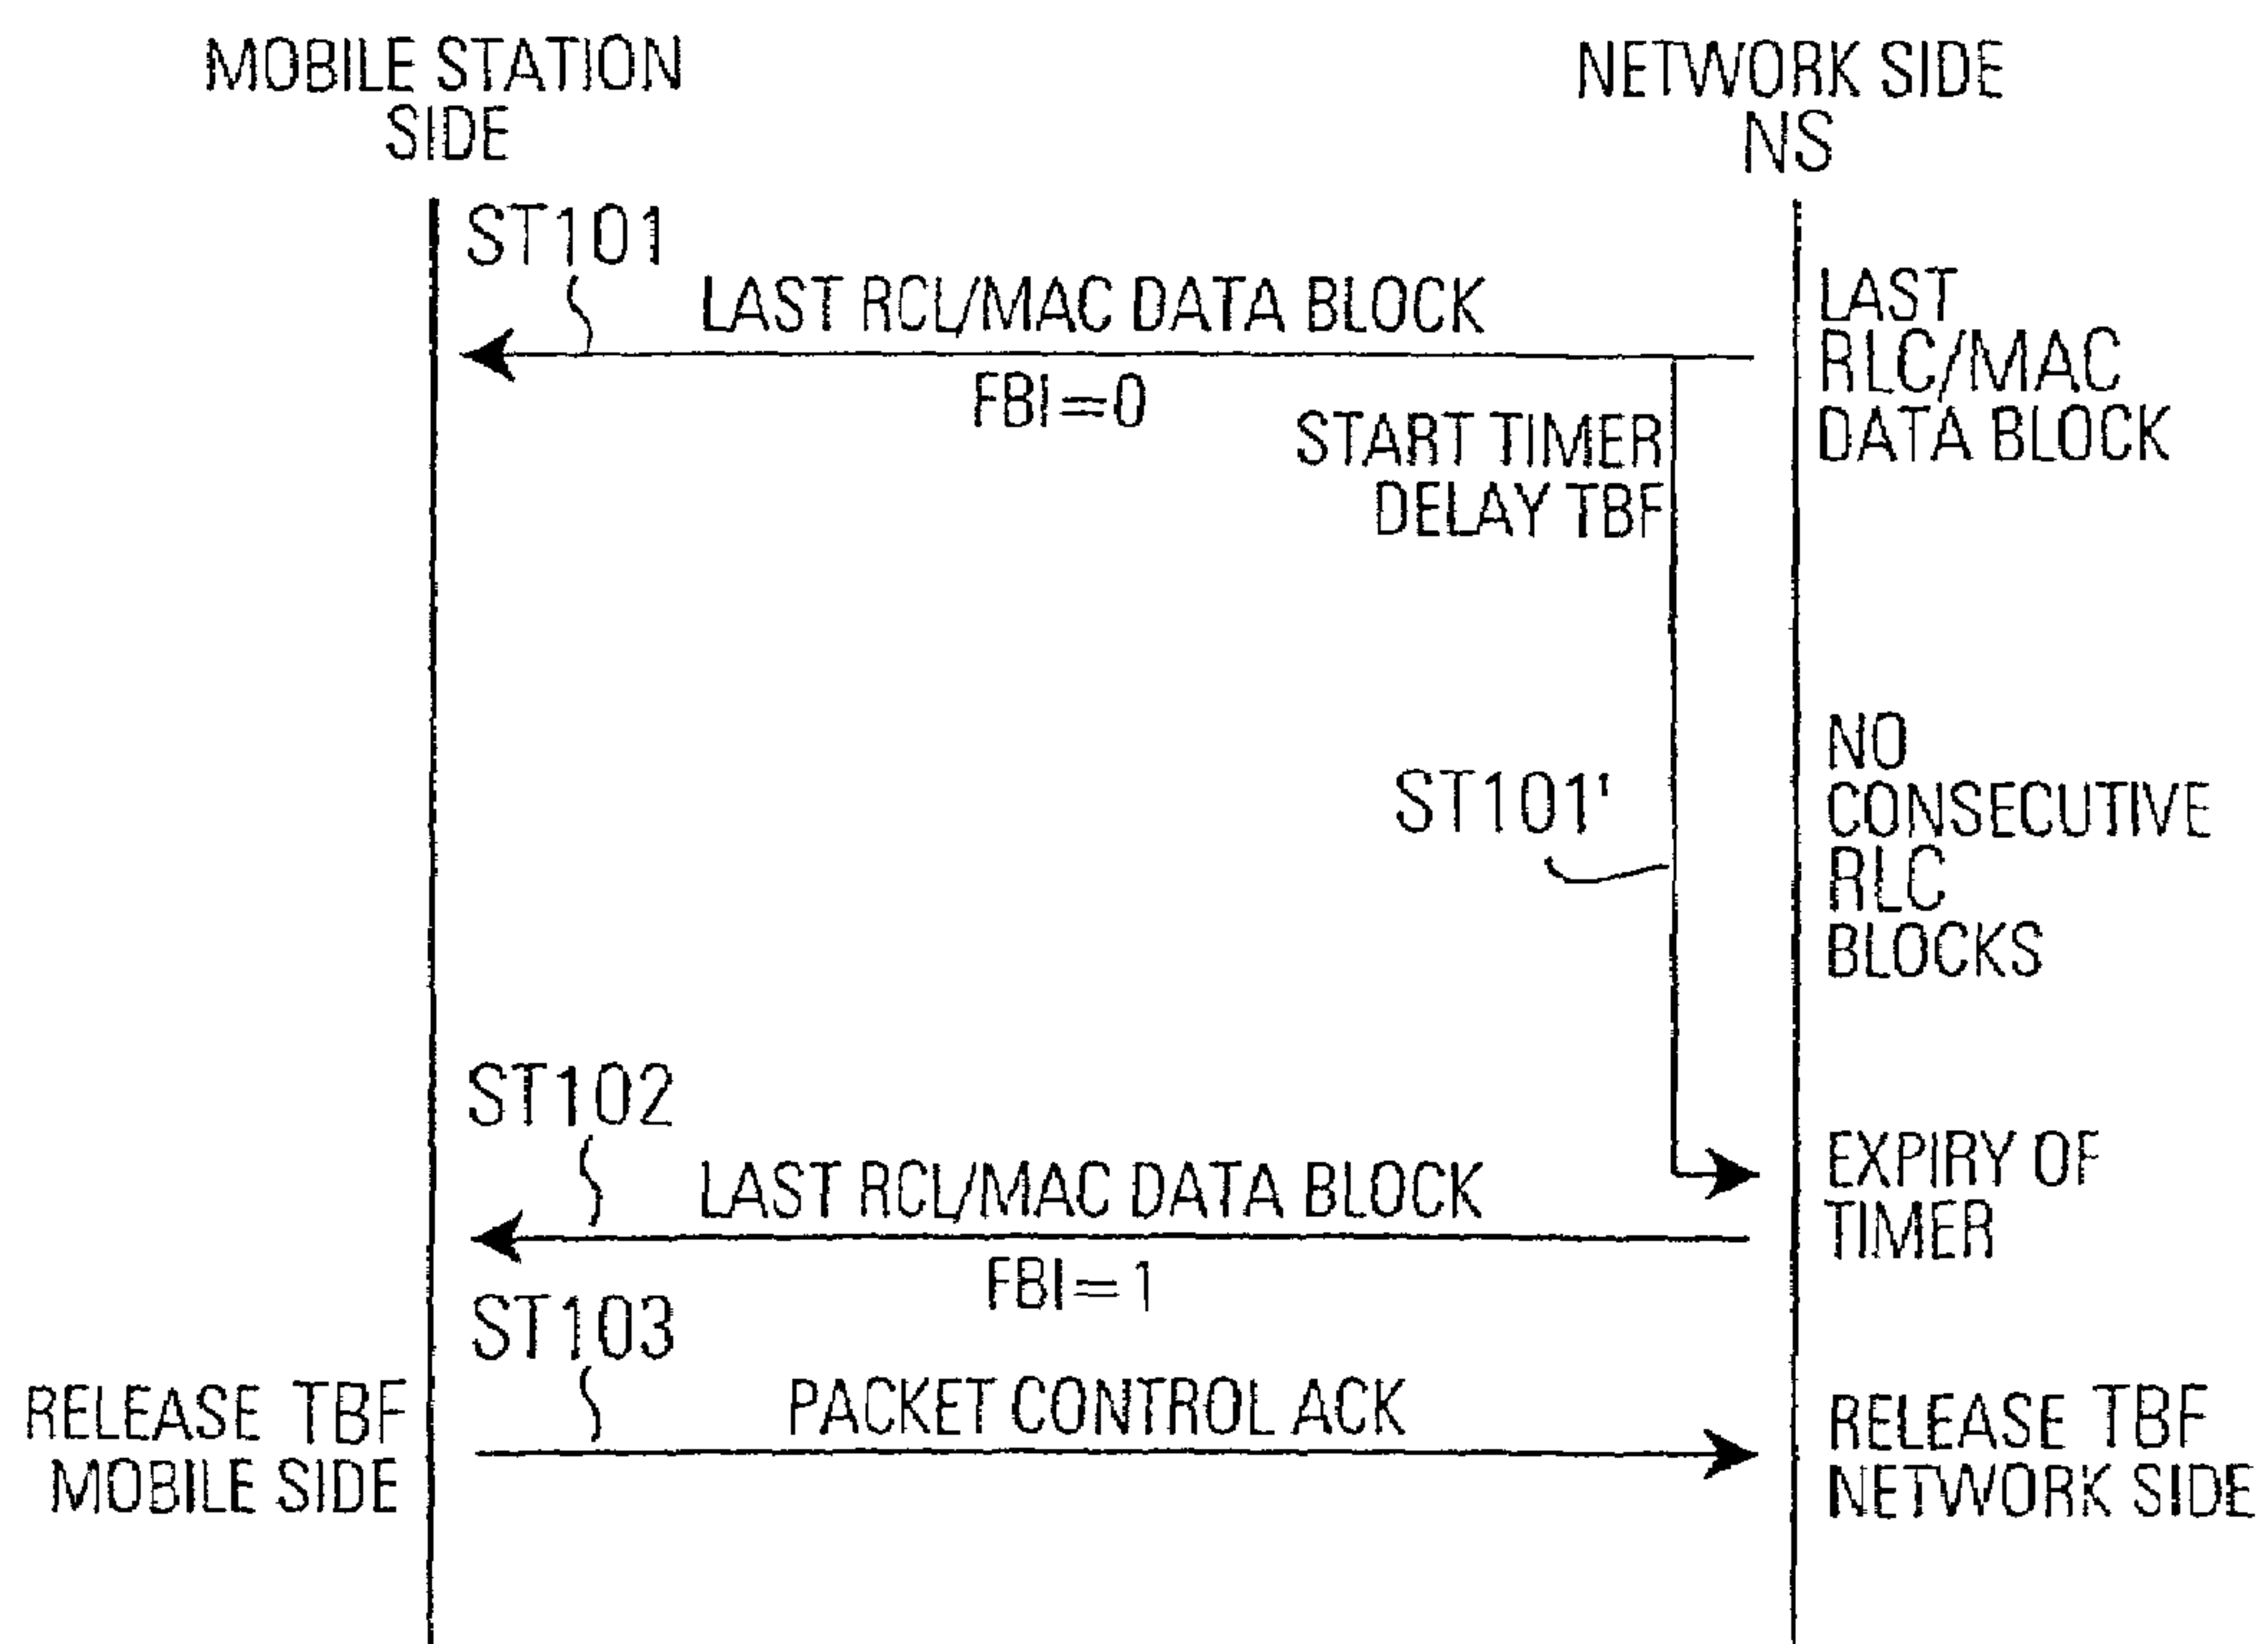 MOBILE STATION
SIDE
NETWORK SIDE
NS
ST101
LAST RCL/MAC DATA BLOCK
FBI=0
LAST
RLC/MAC
DATA BLOCK
START TIMER
DELAY TBF
ST101'
NO
CONSECUTIVE
RLC
BLOCKS
ST102
LAST RCL/MAC DATA BLOCK
FBI=1
EXPIRY OF
TIMER
ST103
PACKET CONTROL ACK
RELEASE TBF
MOBILE SIDE
RELEASE TBF
NETWORK SIDE